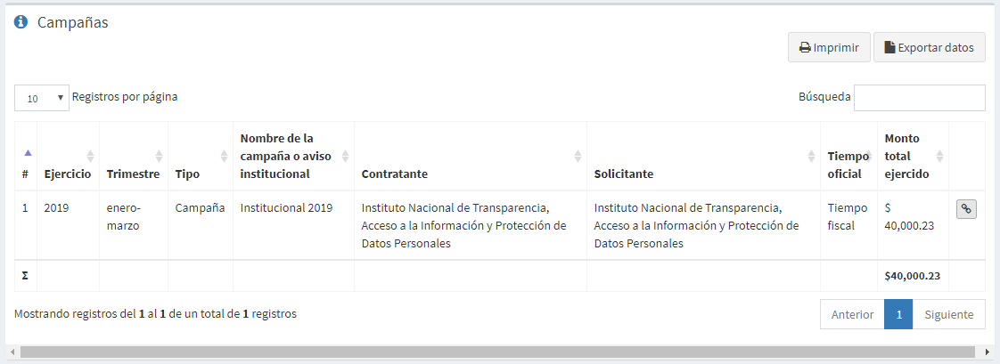 Campañas
Imprimir
Exportar datos
10
Registros por página
Búsqueda
#
Ejercicio
Trimestre
Tipo
Nombre de la
campaña o aviso
institucional
Contratante
Solicitante
Tiempo
oficial
Monto
total
ejercido
1
2019
enero-
marzo
Campaña
Institucional 2019
Instituto Nacional de Transparencia,
Acceso a la Información y Protección de
Datos Personales
Instituto Nacional de Transparencia,
Acceso a la Información y Protección de
Datos Personales
Tiempo
fiscal
$
40,000.23
Σ
$40,000.23
Mostrando registros del 1 al 1 de un total de 1 registros
Anterior
1
Siguiente